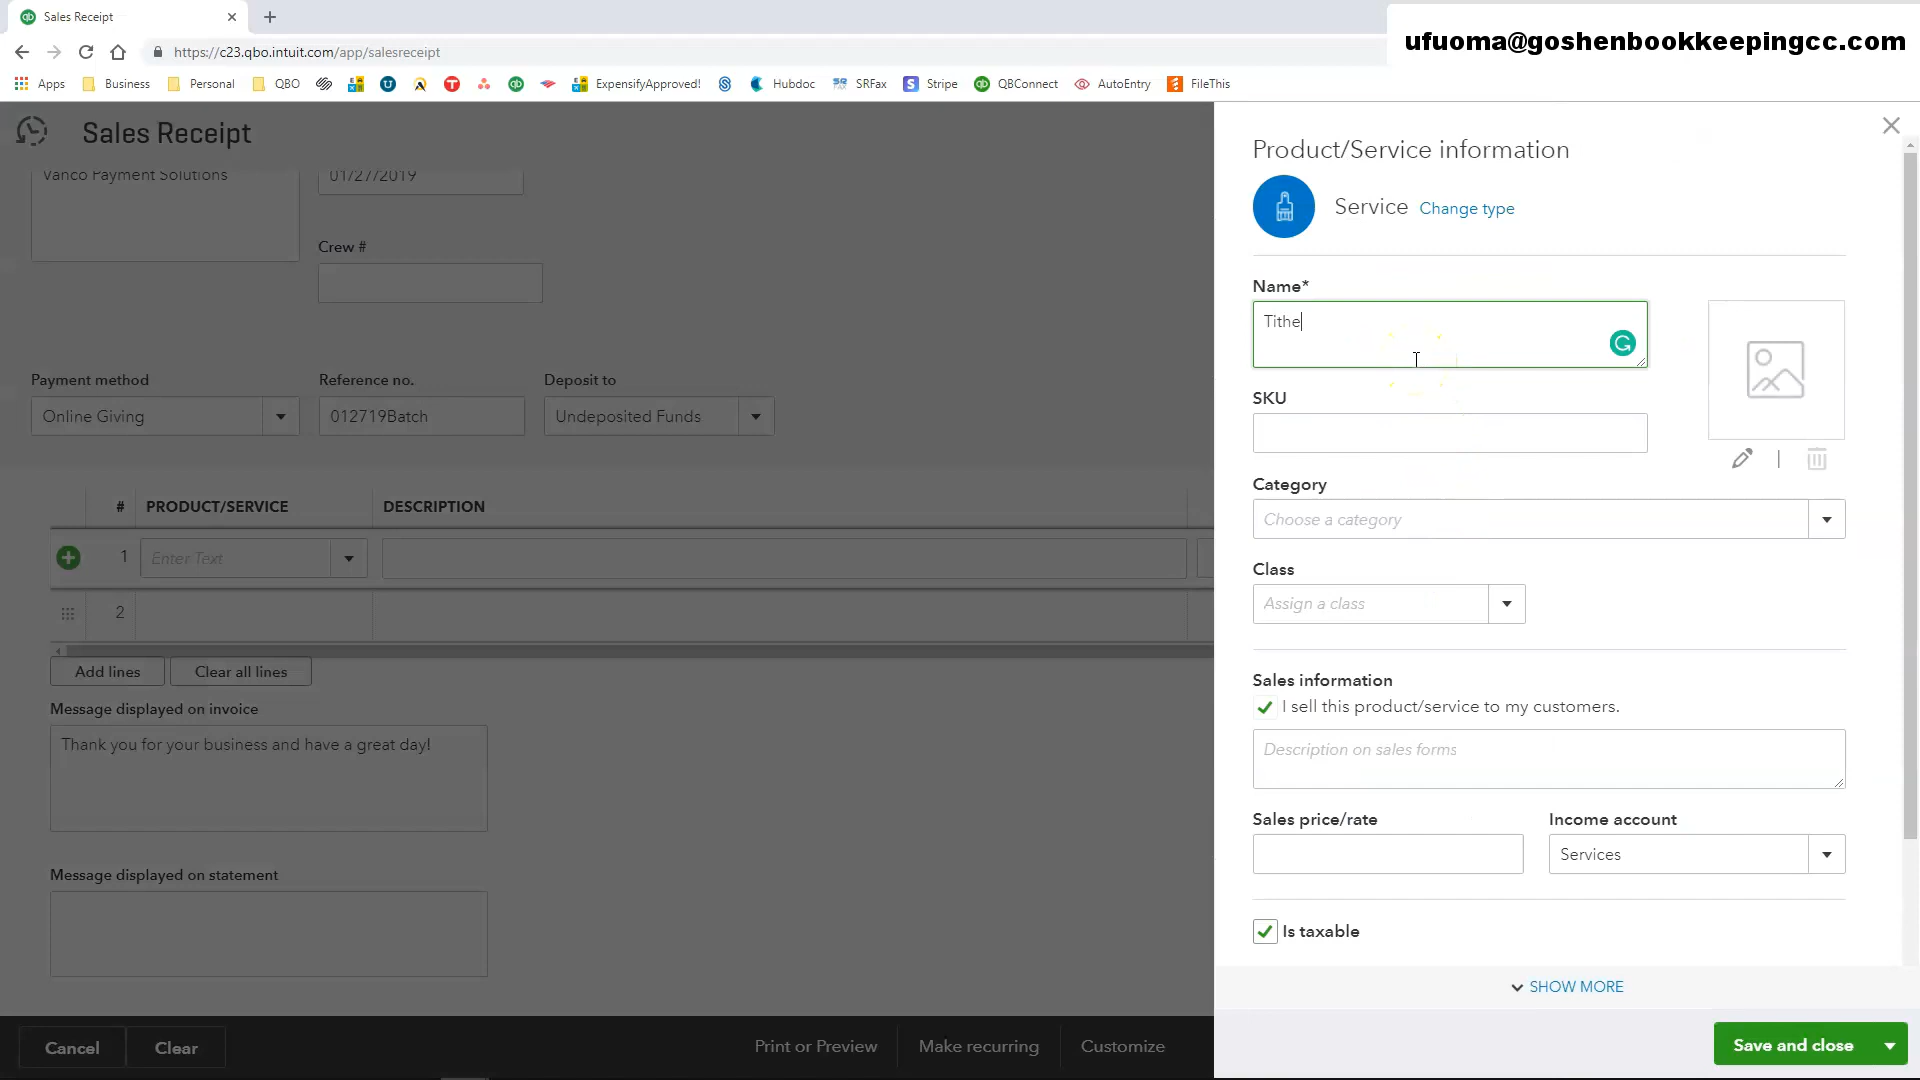 Sales Receipt
https://c23.qbo.intuit.com/app/salesreceipt
ufuoma@goshenbookkeepingcc.com
Apps Business Personal QBO ExpensifyApproved! Hubdoc SRFax Stripe QBConnect AutoEntry FileThis
Sales Receipt
Vanco Payment Solutions
01/27/2019
Crew #
Payment method Reference no. Deposit to
Online Giving 012719Batch Undeposited Funds
# PRODUCT/SERVICE DESCRIPTION
1 Enter Text
2
Add lines Clear all lines
Message displayed on invoice
Thank you for your business and have a great day!
Message displayed on statement
Cancel Clear Print or Preview Make recurring Customize
Product/Service information
Service Change type
Name*
Tithe
SKU
Category
Choose a category
Class
Assign a class
Sales information
I sell this product/service to my customers.
Description on sales forms
Sales price/rate Income account
Services
Is taxable
SHOW MORE
Save and close